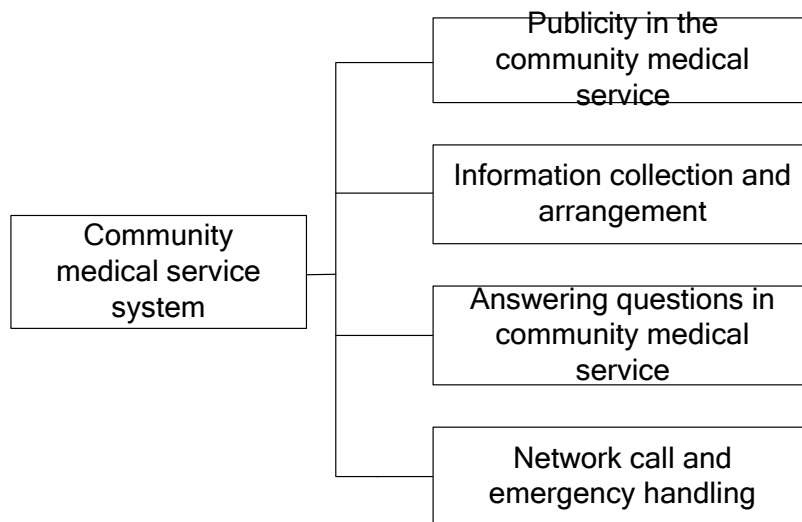 Publicity in the
community medical
service
Information collection and
arrangement
Community
medical service
system
Answering questions in
community medical
service
Network call and
emergency handling